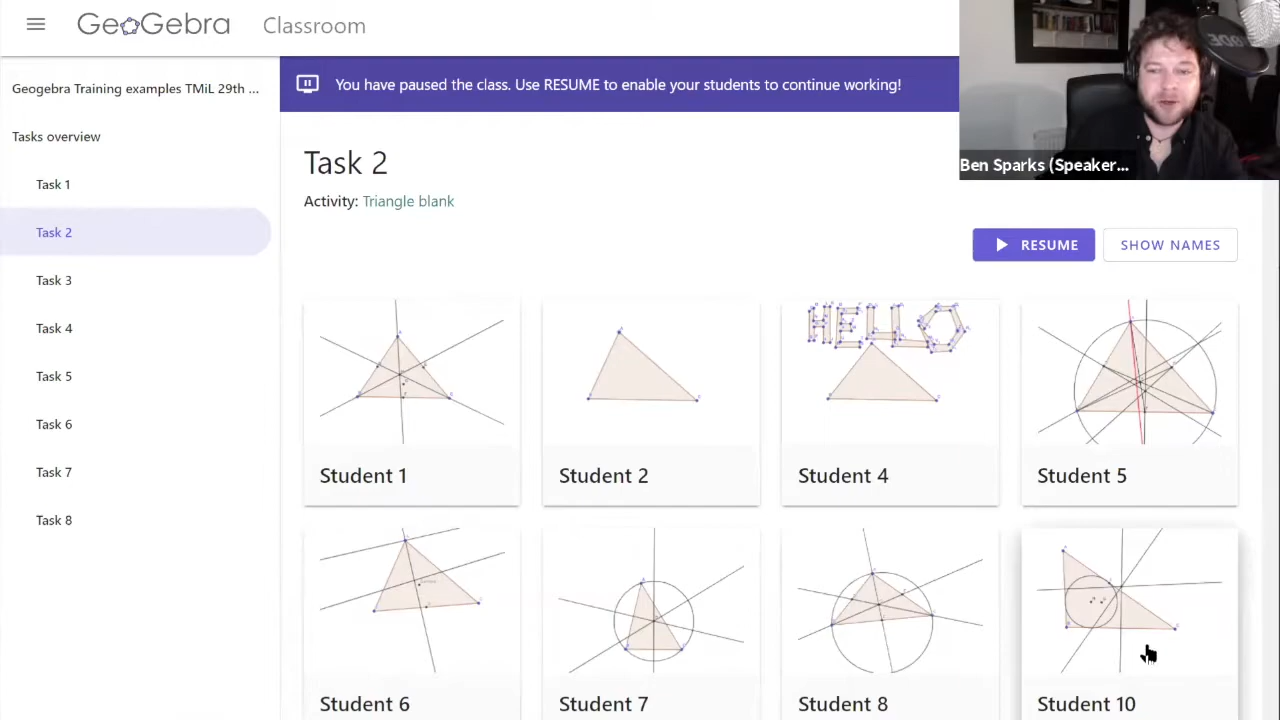 GeoGebra Classroom
Geogebra Training examples TMiL 29th ...
You have paused the class. Use RESUME to enable your students to continue working!
Ben Sparks (Speaker...
Tasks overview
Task 1
Task 2
Task 3
Task 4
Task 5
Task 6
Task 7
Task 8
Task 2
Activity: Triangle blank
RESUME
SHOW NAMES
HELLO
Student 1
Student 2
Student 4
Student 5
Student 6
Student 7
Student 8
Student 10